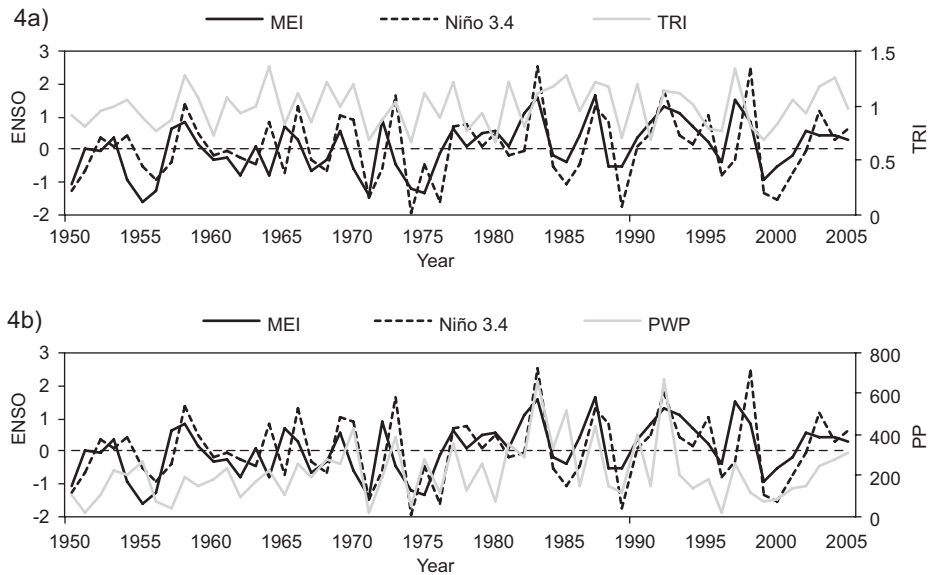 4a)
MEI Niño 3.4 TRI
3 1.5
2
1 1
0
0.5
-1
-2 0
ENSO
TRI
1950 1955 1960 1965 1970 1975 1980 1985 1990 1995 2000 2005
Year
4b)
MEI Niño 3.4 PWP
3 800
2
600
1
400
0
-1 200
-2 0
ENSO
PP
1950 1955 1960 1965 1970 1975 1980 1985 1990 1995 2000 2005
Year